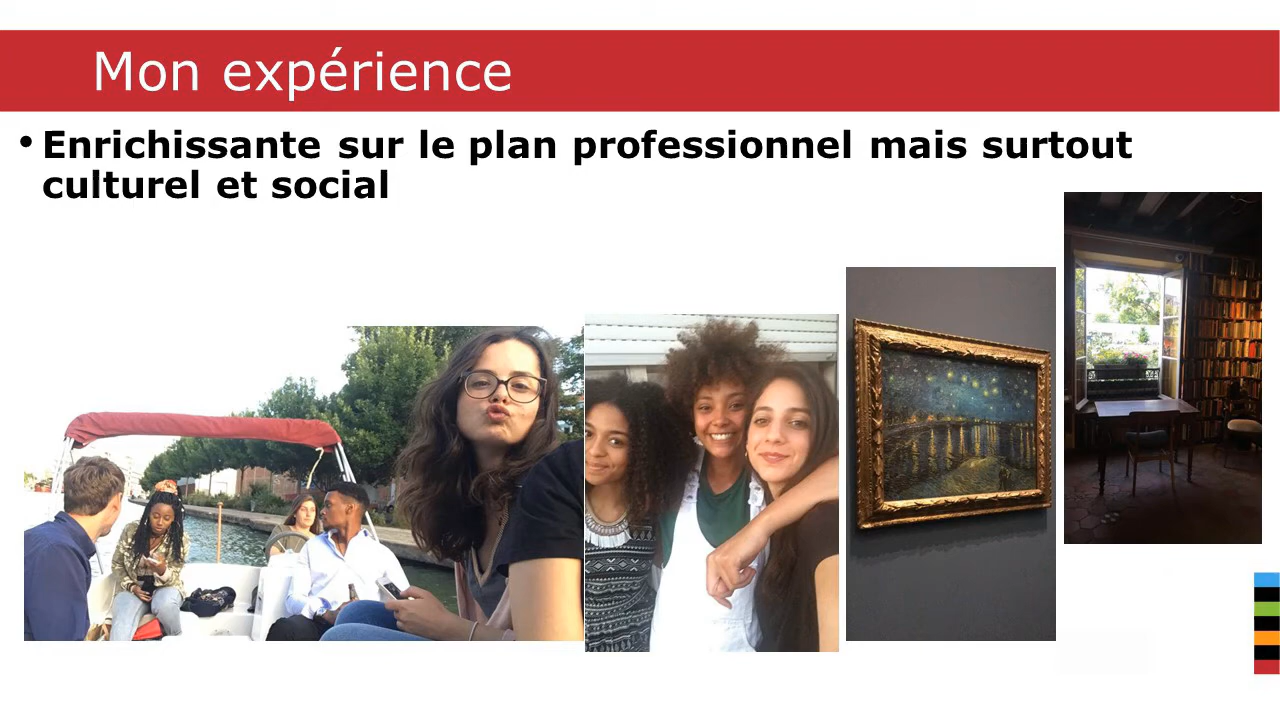 Mon expérience
• Enrichissante sur le plan professionnel mais surtout
culturel et social